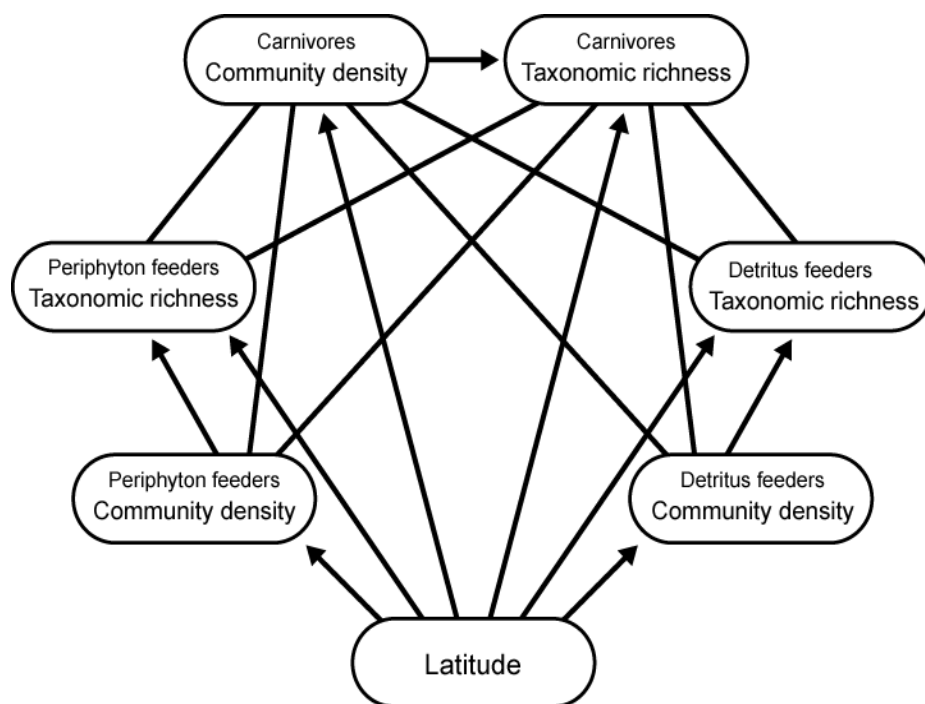 Carnivores
Community density
Carnivores
Taxonomic richness
Periphyton feeders
Taxonomic richness
Detritus feeders
Taxonomic richness
Periphyton feeders
Community density
Detritus feeders
Community density
Latitude